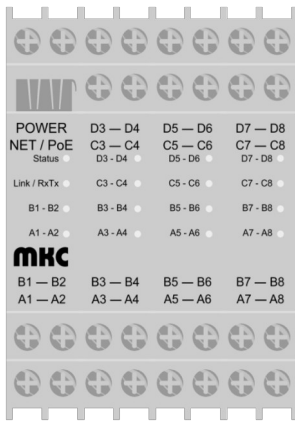 POWER D3 — D4 D5 — D6 D7 — D8
NET / PoE C3 — C4 C5 — C6 C7 — C8
Status D3 - D4 D5 - D6 D7 - D8
Link / RxTx C3 - C4 C5 - C6 C7 - C8
B1 - B2 B3 - B4 B5 - B6 B7 - B8
A1 - A2 A3 - A4 A5 - A6 A7 - A8
МКС
B1 — B2 B3 — B4 B5 — B6 B7 — B8
A1 — A2 A3 — A4 A5 — A6 A7 — A8